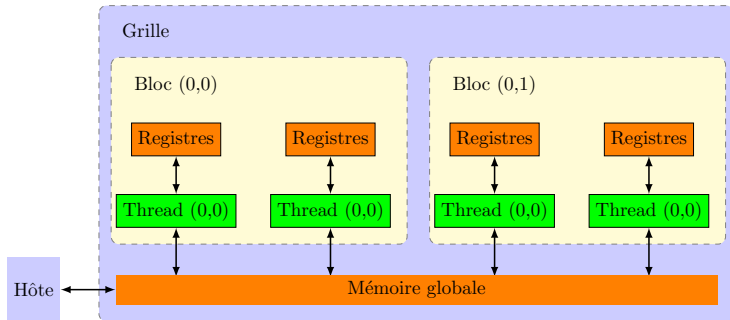 Grille
Bloc (0,0)
Bloc (0,1)
Registres
Registres
Registres
Registres
Thread (0,0)
Thread (0,0)
Thread (0,0)
Thread (0,0)
Hôte
Mémoire globale